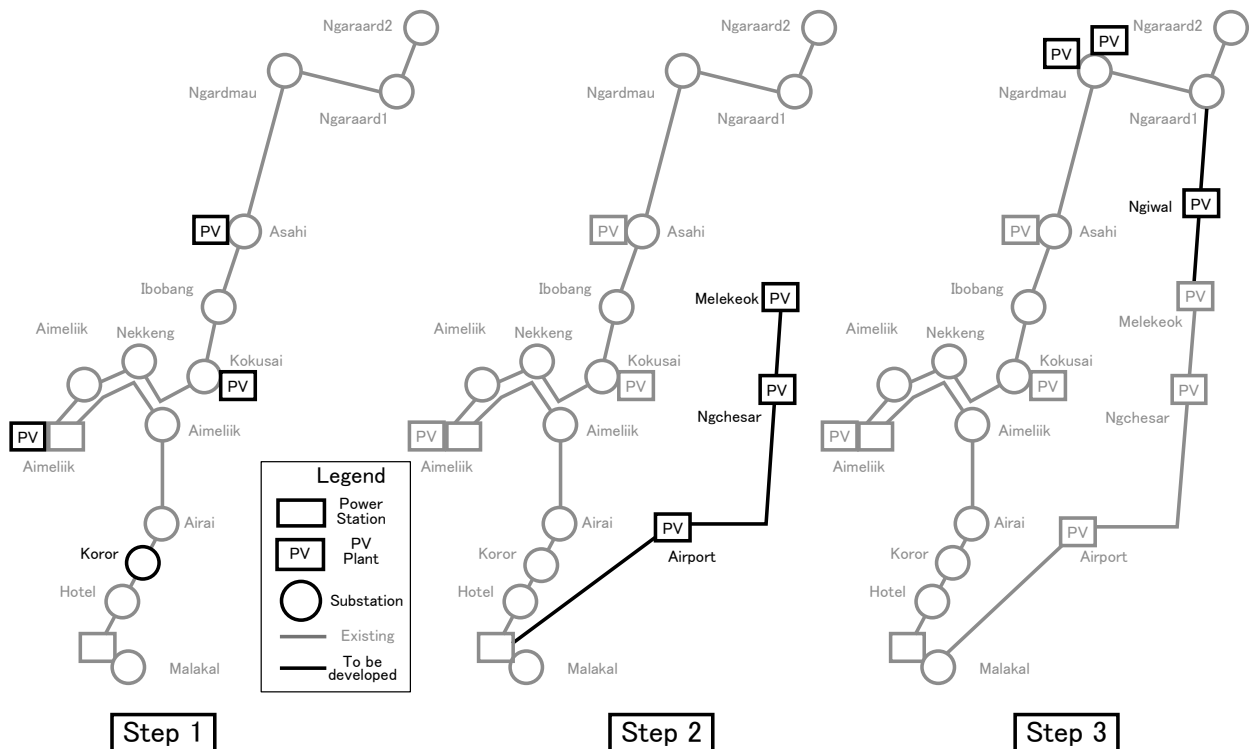 Ngaraard2
Ngardmau
Ngaraard1
PV
Asahi
Ibobang
Aimeliik
Nekkeng
Kokusai
PV
Aimeliik
PV
Aimeliik
Airai
Koror
Hotel
Malakal
Step 1
Legend
Power
Station
PV
PV
Plant
Substation
Existing
To be
developed
Ngaraard2
Ngardmau
Ngaraard1
PV
Asahi
Ibobang
Melekeok
PV
Aimeliik
Nekkeng
Kokusai
PV
PV
Ngchesar
Aimeliik
PV
Aimeliik
Airai
PV
Airport
Koror
Hotel
Malakal
Step 2
PV
PV
Ngaraard2
Ngardmau
Ngaraard1
Ngiwal
PV
PV
Asahi
Ibobang
PV
Melekeok
Aimeliik
Nekkeng
Kokusai
PV
PV
Ngchesar
Aimeliik
PV
Aimeliik
Airai
PV
Airport
Koror
Hotel
Malakal
Step 3